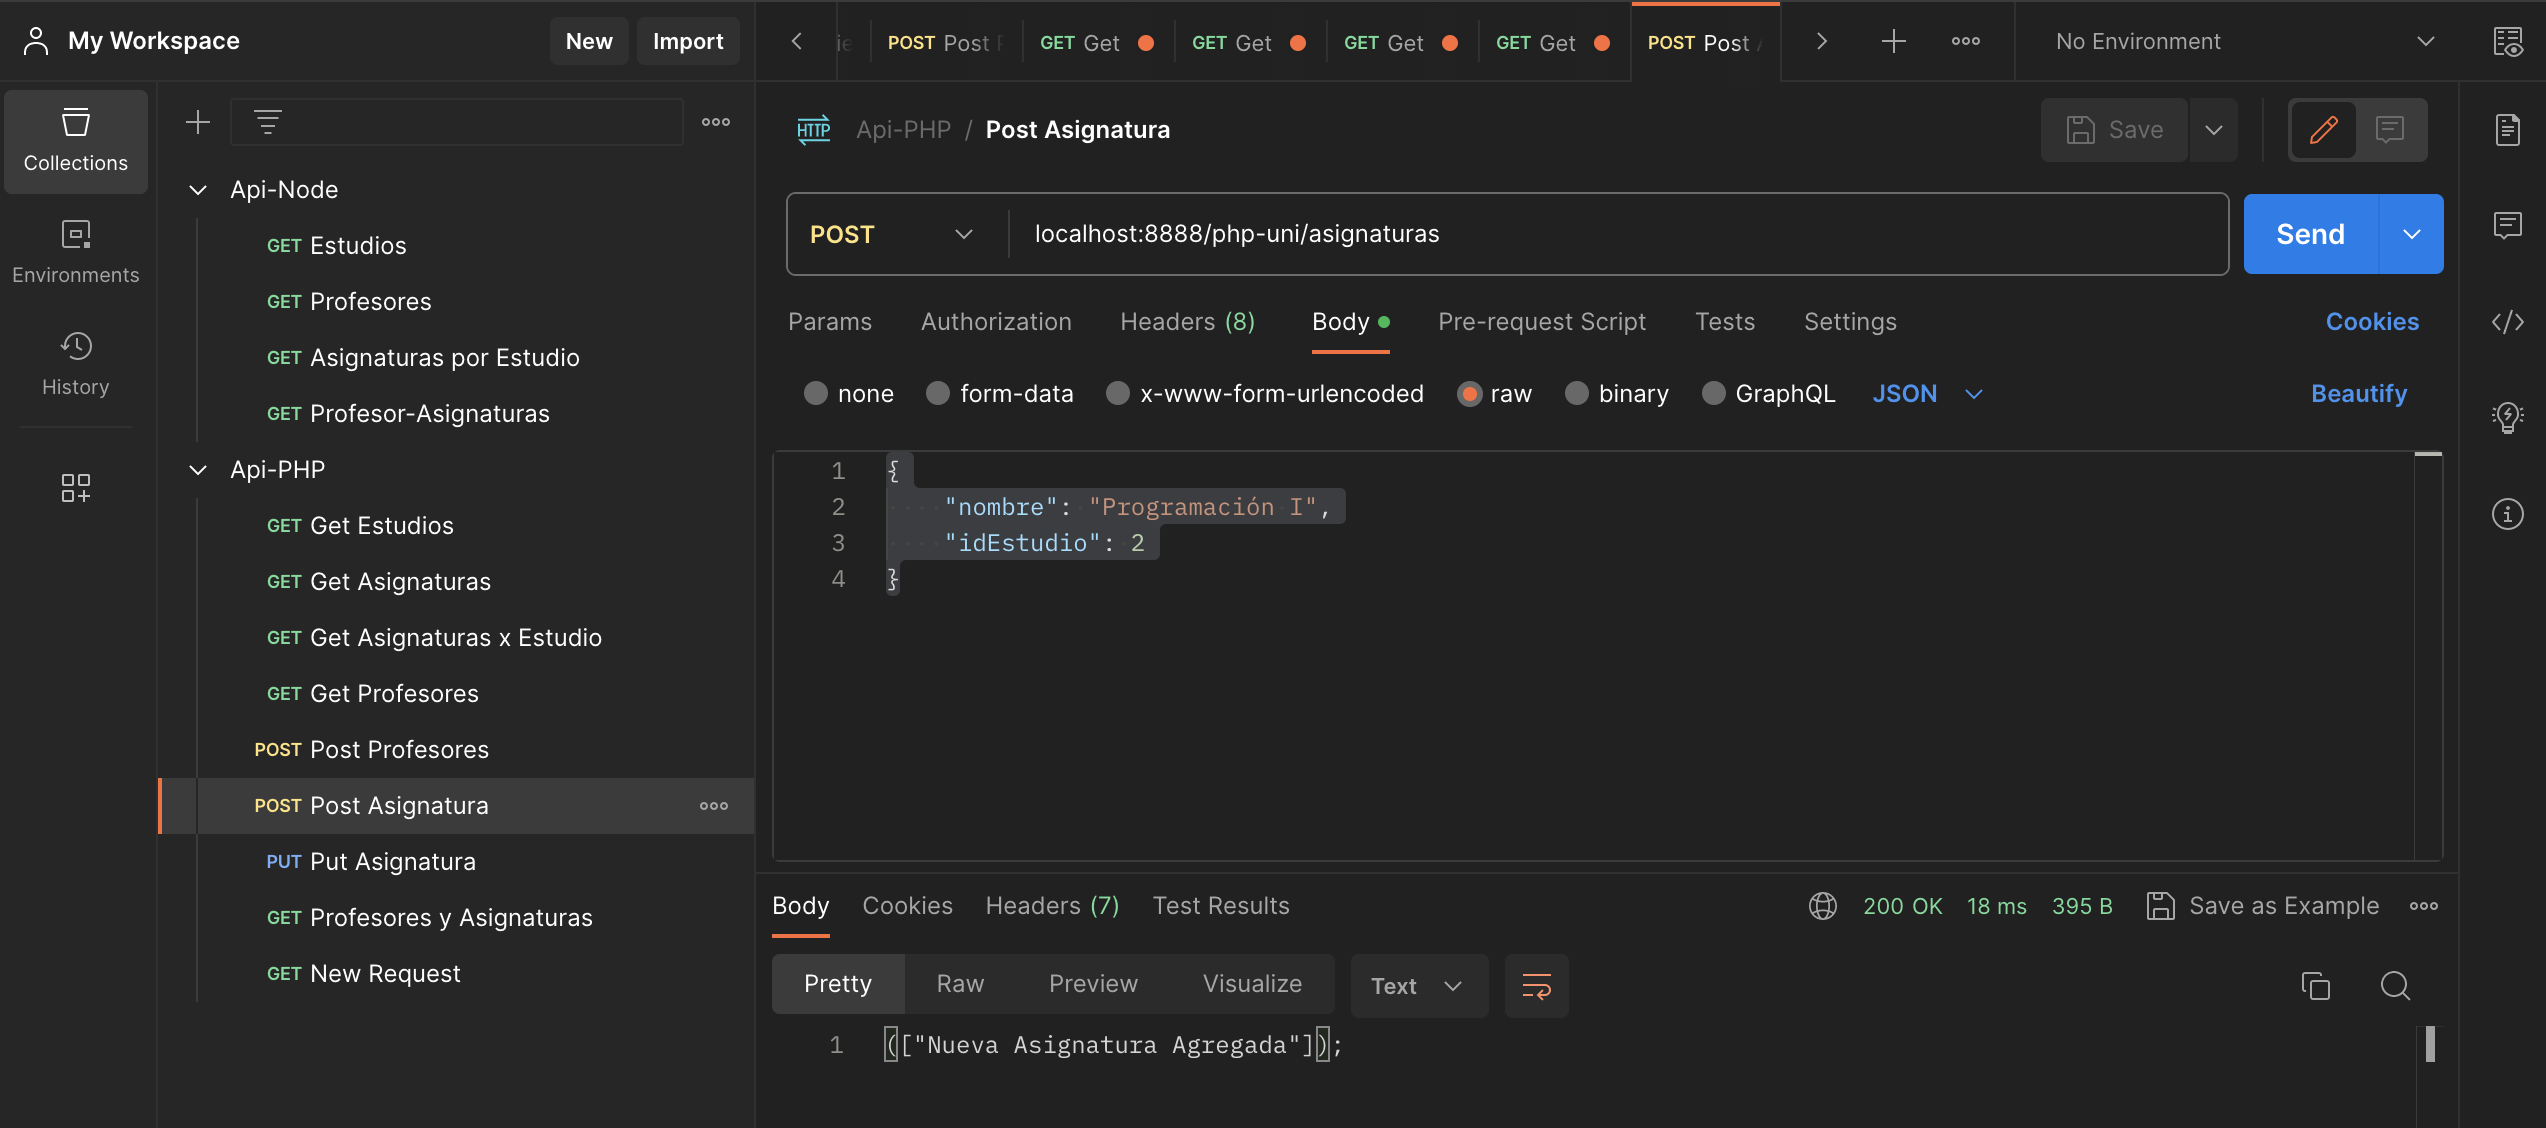 My Workspace
New
Import
POST Post
GET Get
GET Get
GET Get
GET Get
POST Post
No Environment
Collections
Environments
History
Api-Node
GET Estudios
GET Profesores
GET Asignaturas por Estudio
GET Profesor-Asignaturas
Api-PHP
GET Get Estudios
GET Get Asignaturas
GET Get Asignaturas x Estudio
GET Get Profesores
POST Post Profesores
POST Post Asignatura
PUT Put Asignatura
GET Profesores y Asignaturas
GET New Request
HTTP Api-PHP / Post Asignatura
Save
POST localhost:8888/php-uni/asignaturas
Send
Params Authorization Headers (8) Body Pre-request Script Tests Settings Cookies
none form-data x-www-form-urlencoded raw binary GraphQL JSON Beautify
1 {
2 "nombre": "Programación I",
3 "idEstudio": 2
4 }
Body Cookies Headers (7) Test Results 200 OK 18 ms 395 B Save as Example
Pretty Raw Preview Visualize Text
1 (["Nueva Asignatura Agregada"]);